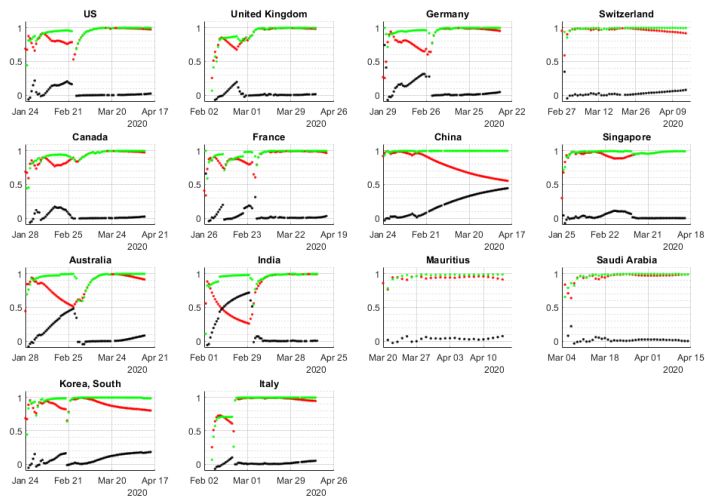 US United Kingdom Germany Switzerland
1 1 1 1
0.5 0.5 0.5 0.5
0 0 0 0
Jan 24 Feb 21 Mar 20 Apr 17 Feb 02 Mar 01 Mar 29 Apr 26 Jan 29 Feb 26 Mar 25 Apr 22 Feb 27 Mar 12 Mar 26 Apr 09
2020 2020 2020 2020
Canada France China Singapore
1 1 1 1
0.5 0.5 0.5 0.5
0 0 0 0
Jan 28 Feb 25 Mar 24 Apr 21 Jan 26 Feb 23 Mar 22 Apr 19 Jan 24 Feb 21 Mar 20 Apr 17 Jan 25 Feb 22 Mar 21 Apr 18
2020 2020 2020 2020
Australia India Mauritius Saudi Arabia
1 1 1 1
0.5 0.5 0.5 0.5
0 0 0 0
Jan 28 Feb 25 Mar 24 Apr 21 Feb 01 Feb 29 Mar 28 Apr 25 Mar 20 Mar 27 Apr 03 Apr 10 Mar 04 Mar 18 Apr 01 Apr 15
2020 2020 2020 2020
Korea, South Italy
1 1
0.5 0.5
0 0
Jan 24 Feb 21 Mar 20 Apr 17 Feb 02 Mar 01 Mar 29 Apr 26
2020 2020